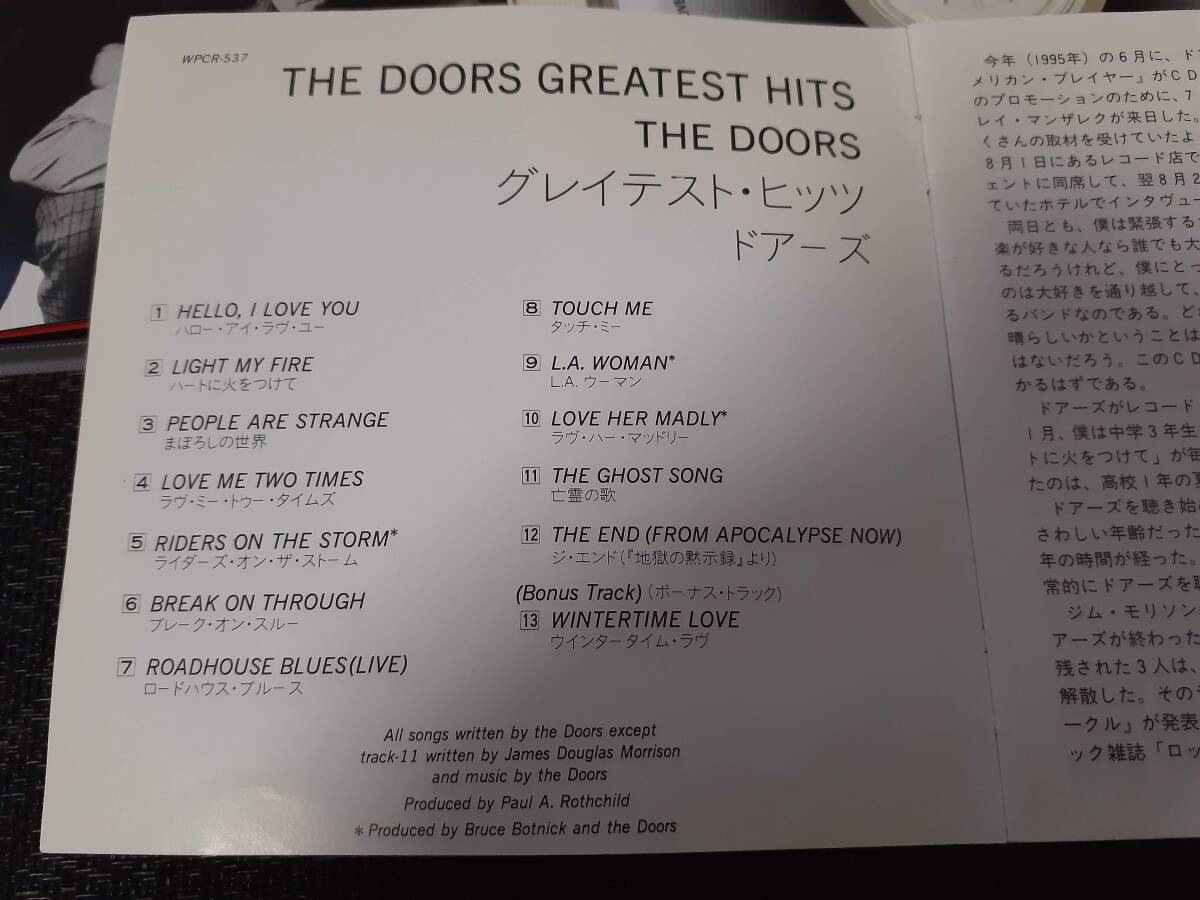 WPCR-537
THE DOORS GREATEST HITS
THE DOORS
グレイテスト・ヒッツ
ドアーズ
1 HELLO, I LOVE YOU
ハロー・アイ・ラヴ・ユー
2 LIGHT MY FIRE
ハートに火をつけて
3 PEOPLE ARE STRANGE
まぼろしの世界
4 LOVE ME TWO TIMES
ラヴ・ミー・トゥー・タイムズ
5 RIDERS ON THE STORM*
ライダーズ・オン・ザ・ストーム
6 BREAK ON THROUGH
ブレーク・オン・スルー
7 ROADHOUSE BLUES(LIVE)
ロードハウス・ブルース
8 TOUCH ME
タッチ・ミー
9 L.A. WOMAN*
L.A. ウーマン
10 LOVE HER MADLY*
ラヴ・ハー・マッドリー
11 THE GHOST SONG
亡霊の歌
12 THE END (FROM APOCALYPSE NOW)
ジ・エンド(『地獄の黙示録』より)
(Bonus Track) (ボーナス・トラック)
13 WINTERTIME LOVE
ウインタータイム・ラヴ
All songs written by the Doors except
track-11 written by James Douglas Morrison
and music by the Doors
Produced by Paul A. Rothchild
* Produced by Bruce Botnick and the Doors
今年（1995年）の6月に、ド
メリカン・プレイヤー』がCD
のプロモーションのために、7
レイ・マンザレクが来日した。
くさんの取材を受けていたよ
8月1日にあるレコード店で
ェントに同席して、翌8月2
ていたホテルでインタヴュー
両日とも、僕は緊張する
楽が好きな人なら誰でも大
るだろうけれど、僕にとっ
のは大好きを通り越して、
るバンドなのである。ど
晴らしいかということは
はないだろう。このCD
かるはずである。
ドアーズがレコード
1月、僕は中学3年生
トに火をつけて」が毎
たのは、高校1年の夏
ドアーズを聴き始め
さわしい年齢だった
年の時間が経った。
常的にドアーズを聴
ジム・モリソン
アーズが終わった
残された3人は、
解散した。その
ークル』が発表
ック雑誌「ロッ